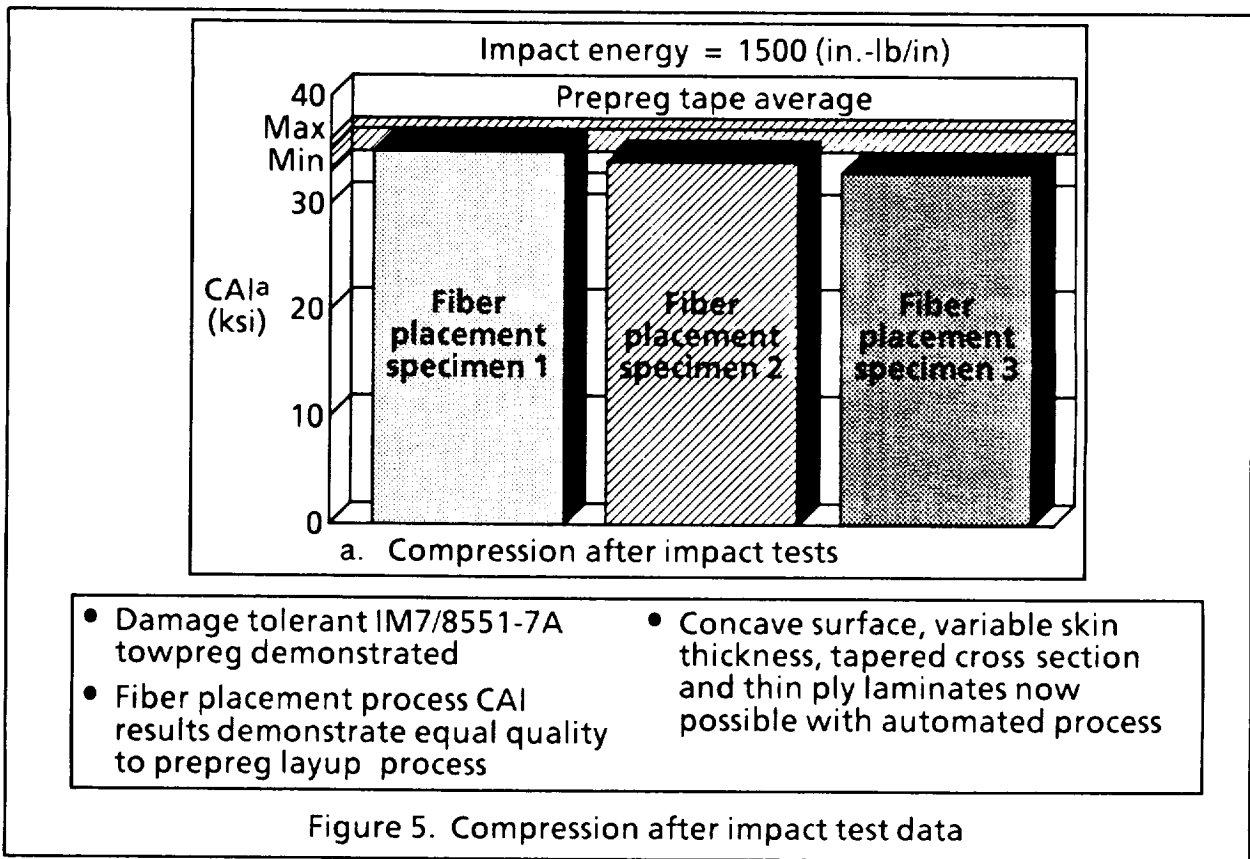 Impact energy = 1500 (in.-lb/in)
Prepreg tape average
40
Max
Min
30
20
10
0
CAIa
(ksi)
Fiber
placement
specimen 1
Fiber
placement
specimen 2
Fiber
placement
specimen 3
a. Compression after impact tests
• Damage tolerant IM7/8551-7A
towpreg demonstrated
• Fiber placement process CAI
results demonstrate equal quality
to prepreg layup process
• Concave surface, variable skin
thickness, tapered cross section
and thin ply laminates now
possible with automated process
Figure 5. Compression after impact test data